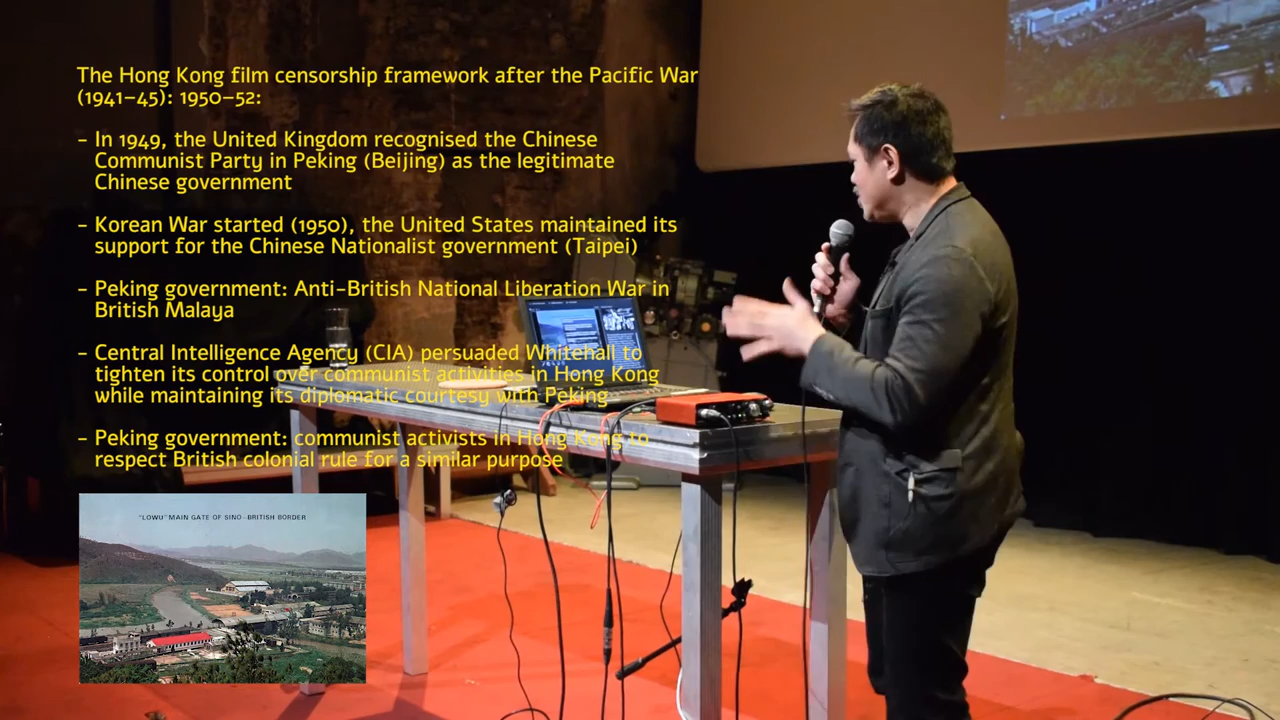 The Hong Kong film censorship framework after the Pacific War
(1941–45): 1950–52:
– In 1949, the United Kingdom recognised the Chinese
Communist Party in Peking (Beijing) as the legitimate
Chinese government
– Korean War started (1950), the United States maintained its
support for the Chinese Nationalist government (Taipei)
– Peking government: Anti–British National Liberation War in
British Malaya
– Central Intelligence Agency (CIA) persuaded Whitehall to
tighten its control over communist activities in Hong Kong
while maintaining its diplomatic courtesy with Peking
– Peking government: communist activists in Hong Kong to
respect British colonial rule for a similar purpose
"LOWU" MAIN GATE OF SINO–BRITISH BORDER